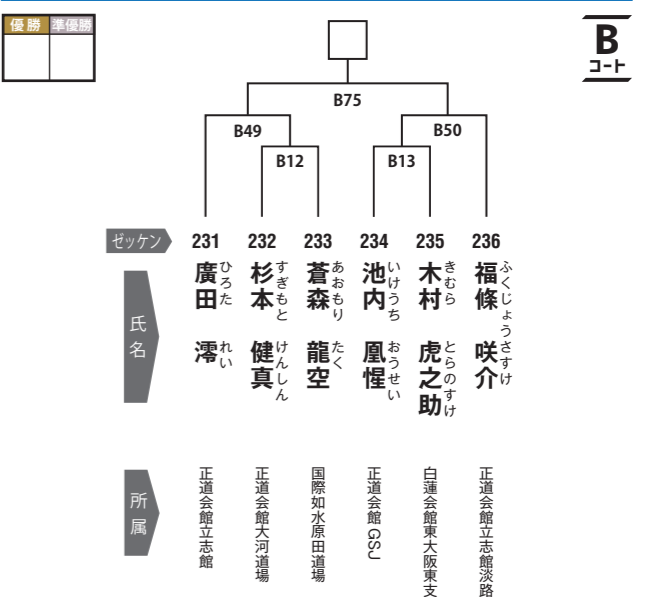 優勝 準優勝
B
コート
B75
B49 B50
B12 B13
ゼッケン 231 232 233 234 235 236
氏名
廣田 澪 ひろた れい
杉本 健真 すぎもと けんしん
蒼森 龍空 あおもり たく
池内 凰惺 いけうち おうせい
木村 虎之助 きむら とらのすけ
福條 咲介 ふくじょう さすけ
所属
正道会館立志館
正道会館大河道場
国際如水原田道場
正道会館 GSJ
白蓮会館東大阪東支
正道会館立志館淡路